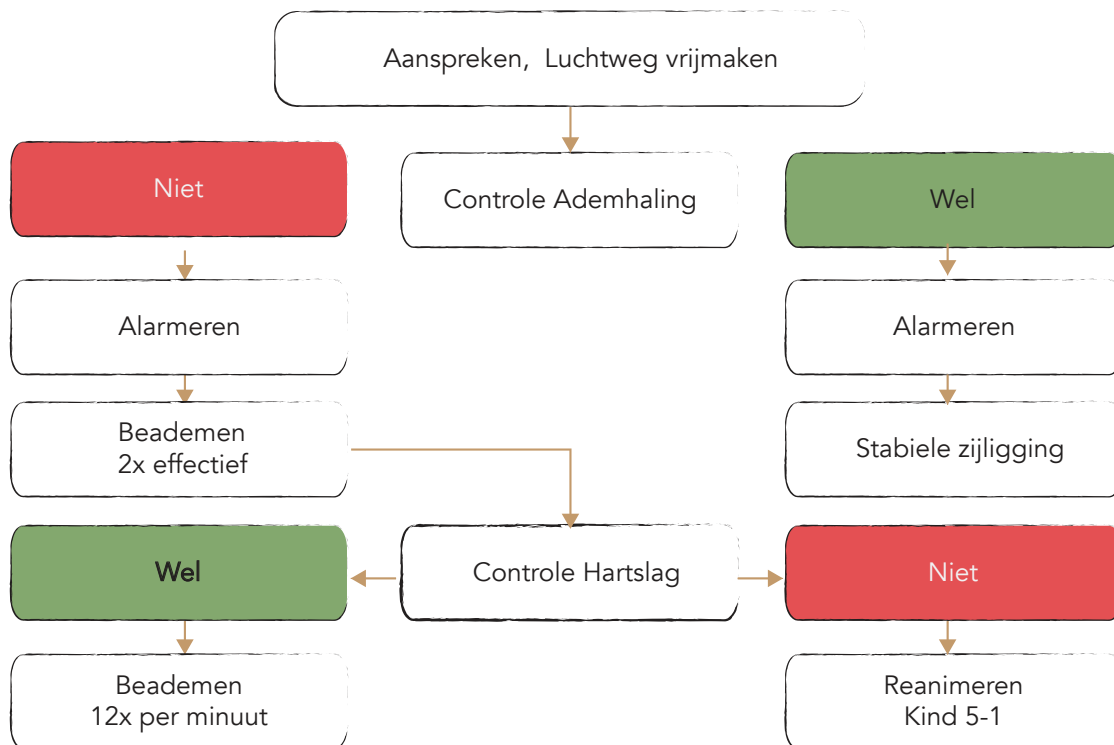 Aanspreken, Luchtweg vrijmaken
Niet
Controle Ademhaling
Wel
Alarmeren
Alarmeren
Beademen
2x effectief
Stabiele zijligging
Wel
Controle Hartslag
Niet
Beademen
12x per minuut
Reanimeren
Kind 5-1